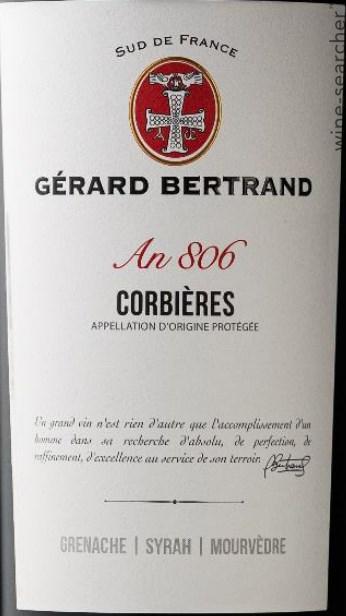 SUD DE FRANCE
GÉRARD BERTRAND
An 806
CORBIÈRES
APPELLATION D'ORIGINE PROTÉGÉE
Un grand vin n'est rien d'autre que l'accomplissement d'un
homme dans sa recherche d'absolu, de perfection, de
raffinement, d'excellence au service de son terroir.
GRENACHE | SYRAH | MOURVÈDRE
wine-searcher